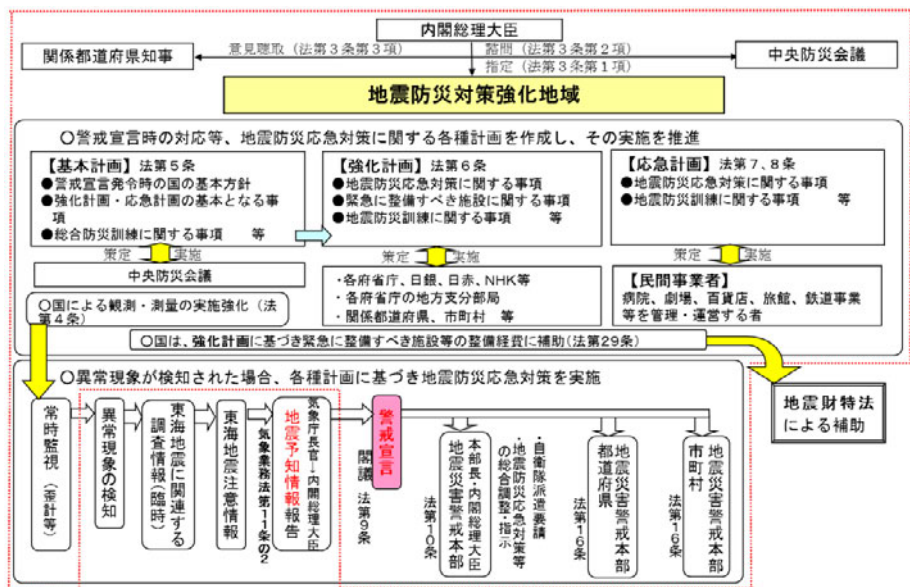 内閣総理大臣
関係都道府県知事
意見聴取（法第３条第３項）
諮問（法第３条第２項）
指定（法第３条第１項）
中央防災会議
地震防災対策強化地域
○警戒宣言時の対応等、地震防災応急対策に関する各種計画を作成し、その実施を推進
【基本計画】法第５条
●警戒宣言発令時の国の基本方針
●強化計画・応急計画の基本となる事
項
●総合防災訓練に関する事項　等
策定　実施
中央防災会議
【強化計画】法第６条
●地震防災応急対策に関する事項
●緊急に整備すべき施設に関する事項
●地震防災訓練に関する事項　　等
策定　実施
・各府省庁、日銀、日赤、NHK等
・各府省庁の地方支分部局
・関係都道府県、市町村　等
【応急計画】法第７、８条
●地震防災応急対策に関する事項
●地震防災訓練に関する事項　　等
策定　実施
【民間事業者】
病院、劇場、百貨店、旅館、鉄道事業
等を管理・運営する者
○国による観測・測量の実施強化（法
第４条）
○国は、強化計画に基づき緊急に整備すべき施設等の整備経費に補助（法第29条）
地震財特法
による補助
○異常現象が検知された場合、各種計画に基づき地震防災応急対策を実施
常時監視（歪計等）
異常現象の検知
東海地震に関連する
調査情報（臨時）
東海地震注意情報
気象業務法第11条の2
気象庁長官→内閣総理大臣
地震予知情報報告
警戒宣言
閣議　法第9条
本部長・内閣総理大臣
地震災害警戒本部
法第10条
・自衛隊派遣要請
・地震防災応急対策等
の総合調整・指示
地震災害警戒本部
都道府県
法第16条
地震災害警戒本部
市町村
法第16条